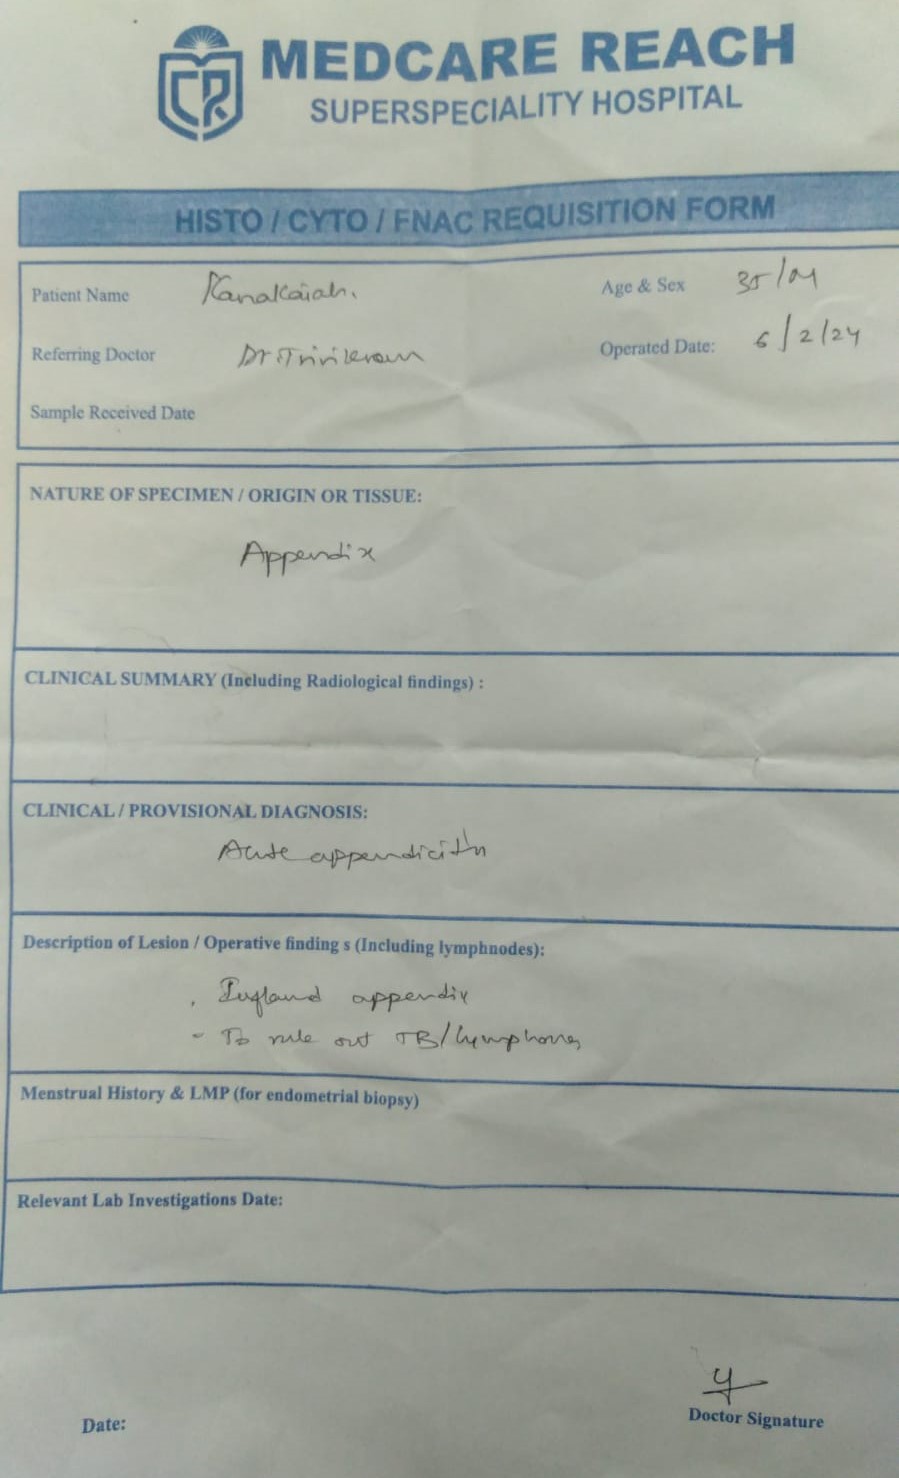 MEDCARE REACH
SUPERSPECIALITY HOSPITAL
HISTO / CYTO / FNAC REQUISITION FORM
Patient Name Kanakaiah. Age & Sex 35/M
Referring Doctor Dr Trivikram Operated Date: 6/2/24
Sample Received Date
NATURE OF SPECIMEN / ORIGIN OR TISSUE:
Appendix
CLINICAL SUMMARY (Including Radiological findings) :
CLINICAL / PROVISIONAL DIAGNOSIS:
Acute appendicitis
Description of Lesion / Operative finding s (Including lymphnodes):
appendix
- To rule out TB/Lymphoma
Menstrual History & LMP (for endometrial biopsy)
Relevant Lab Investigations Date:
Date:
Doctor Signature